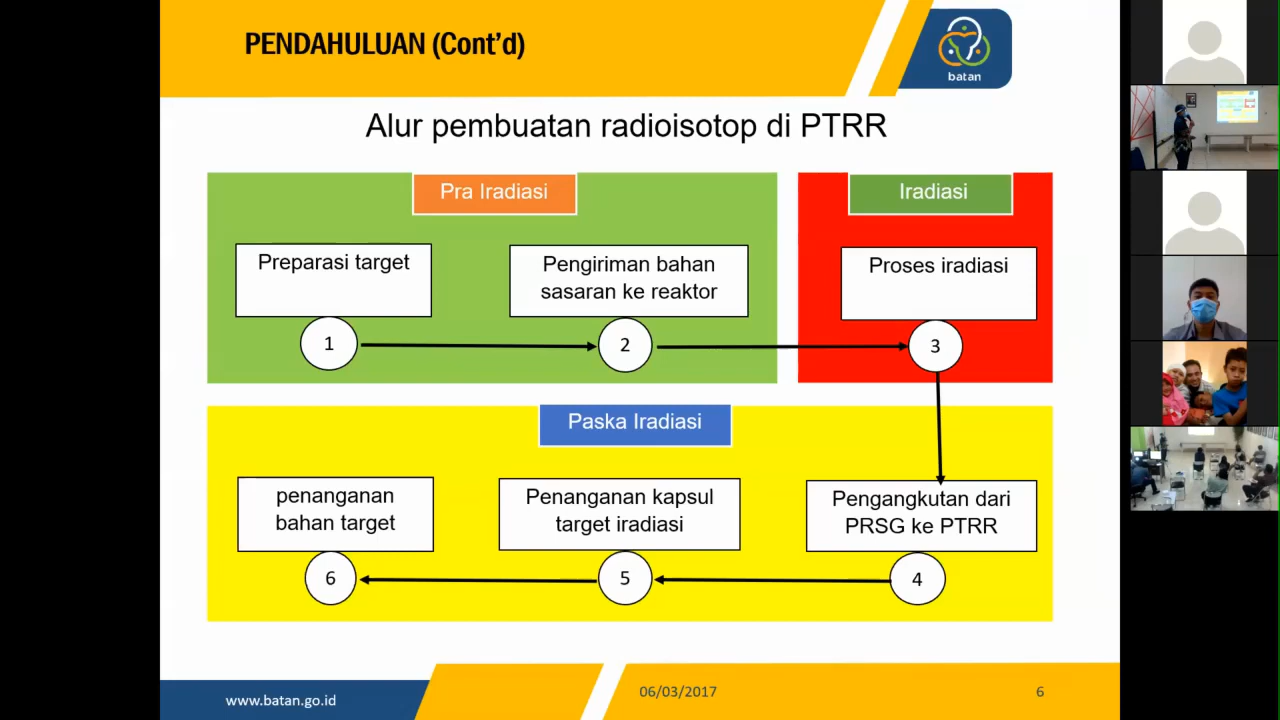 PENDAHULUAN (Cont'd)
batan
Alur pembuatan radioisotop di PTRR
Pra Iradiasi
Iradiasi
Preparasi target
Pengiriman bahan
sasaran ke reaktor
Proses iradiasi
1
2
3
Paska Iradiasi
penanganan
bahan target
Penanganan kapsul
target iradiasi
Pengangkutan dari
PRSG ke PTRR
6
5
4
www.batan.go.id
06/03/2017
6